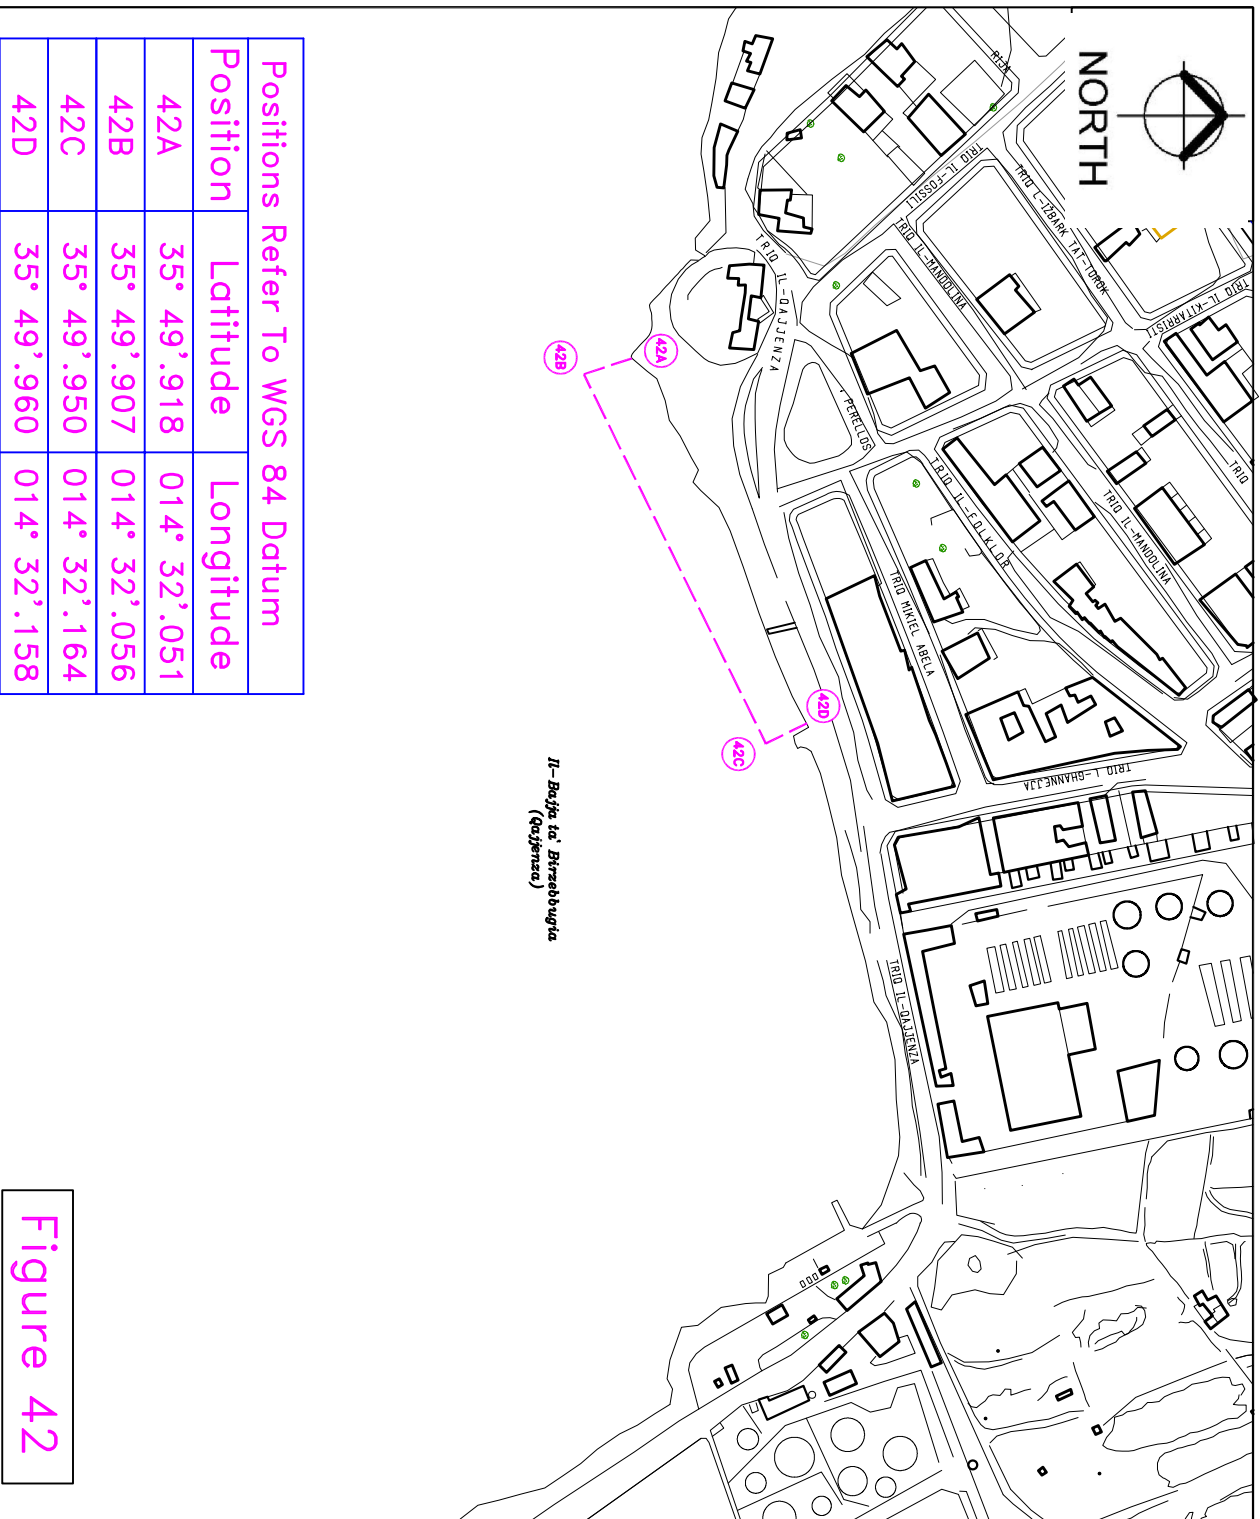 NORTH
RIJA
TRIQ IL-FOSSILI
TRIQ L-IZBARK TAT-TOROK
TRIQ IL-MANDOLINA
TRIQ IL-KITARRISTI
TRIQ IL-QAJJENZA
PERELLOS
TRIQ IL-FOLKLOR
TRIQ IL-MANDOLINA
TRIQ
TRIQ MIKIEL ABELA
TRIQ L-GHANNEJJA
TRIQ IL-QAJJENZA
42A
42B
42D
42C
Il-Bajja ta' Birzebbugia
(Qajjenza)
Positions Refer To WGS 84 Datum
Position Latitude Longitude
42A 35° 49'.918 014° 32'.051
42B 35° 49'.907 014° 32'.056
42C 35° 49'.950 014° 32'.164
42D 35° 49'.960 014° 32'.158
Figure 42